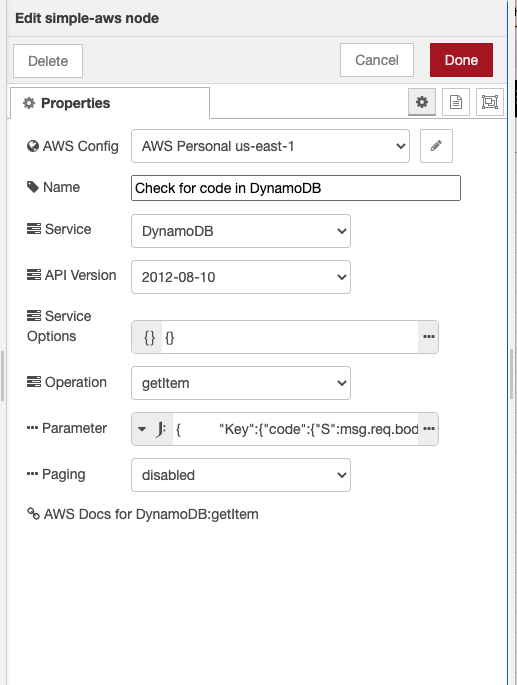 Edit simple-aws node
Delete
Cancel
Done
Properties
AWS Config
AWS Personal us-east-1
Name
Check for code in DynamoDB
Service
DynamoDB
API Version
2012-08-10
Service
Options
{} {}
Operation
getItem
Parameter
J: { "Key":{"code":{"S":msg.req.bod
Paging
disabled
AWS Docs for DynamoDB:getItem